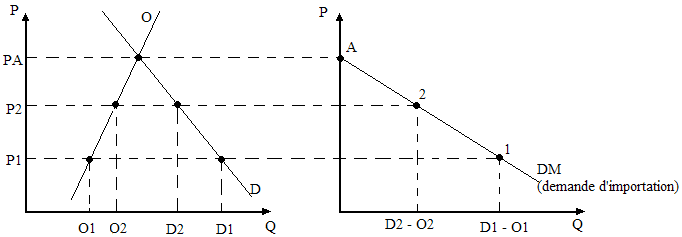 P
O
PA
P2
P1
D
O1 O2 D2 D1 Q
P
A
2
1
DM
(demande d'importation)
D2 - O2 D1 - O1 Q